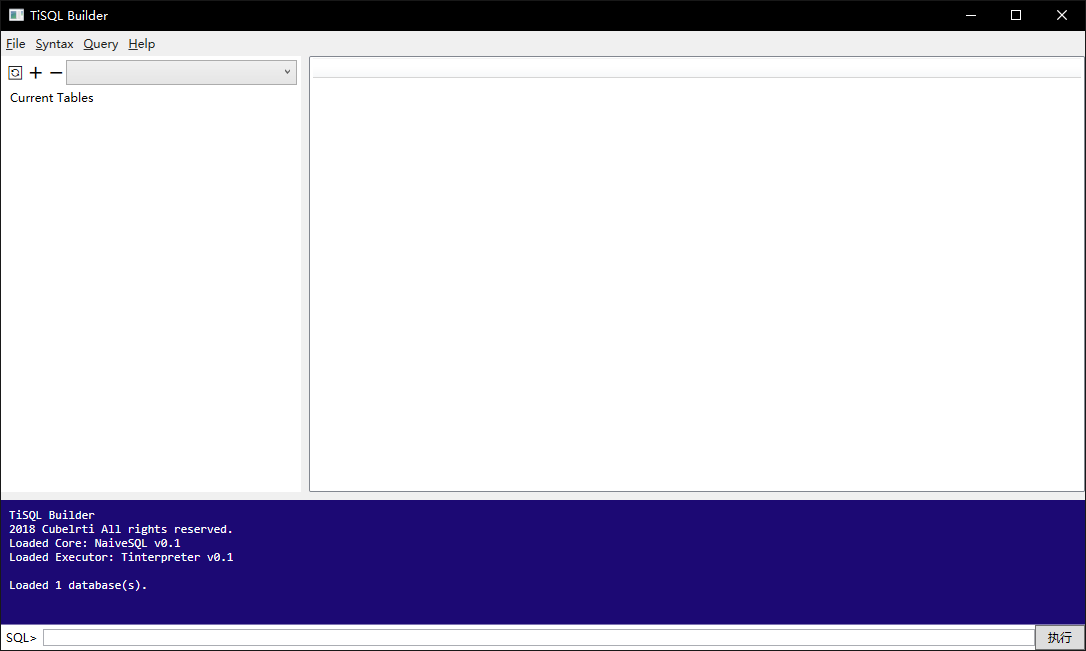 TiSQL Builder
File Syntax Query Help
Current Tables
TiSQL Builder
2018 Cubelrti All rights reserved.
Loaded Core: NaiveSQL v0.1
Loaded Executor: Tinterpreter v0.1
Loaded 1 database(s).
SQL> 执行